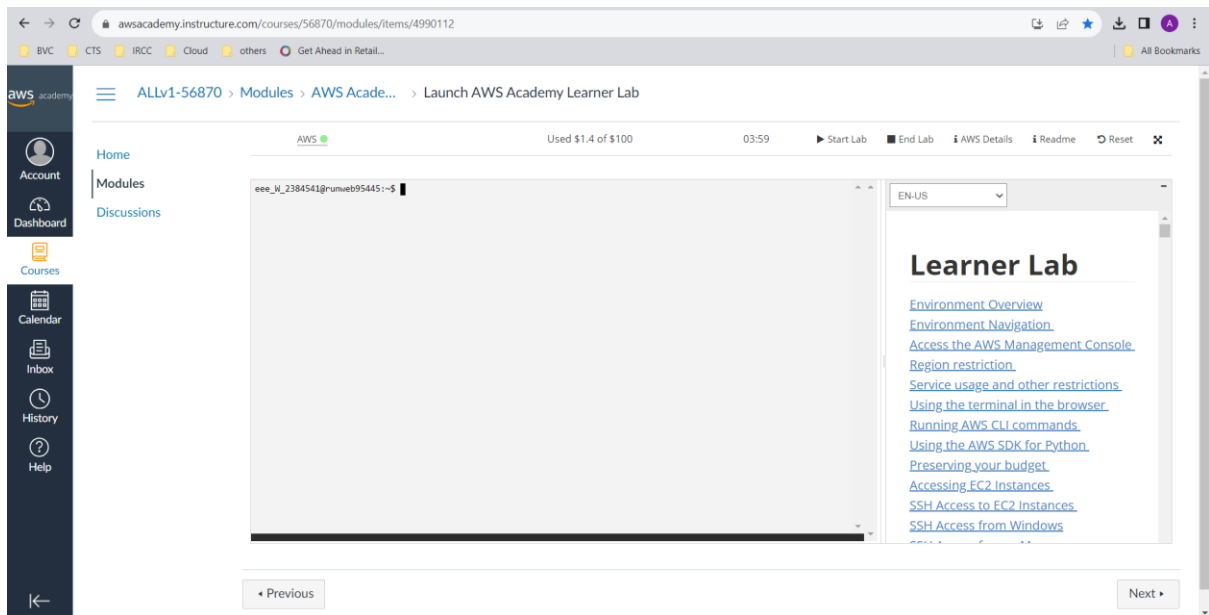 awsacademy.instructure.com/courses/56870/modules/items/4990112
A
BVC CTS IRCC Cloud others Get Ahead in Retail... All Bookmarks
aws academy
ALLv1-56870 > Modules > AWS Acade... > Launch AWS Academy Learner Lab
Account
Dashboard
Courses
Calendar
Inbox
History
Help
Home
Modules
Discussions
AWS Used $1.4 of $100 03:59 Start Lab End Lab AWS Details Readme Reset
eee_W_2384541@runweb95445:~$
EN-US
Learner Lab
Environment Overview
Environment Navigation
Access the AWS Management Console
Region restriction
Service usage and other restrictions
Using the terminal in the browser
Running AWS CLI commands
Using the AWS SDK for Python
Preserving your budget
Accessing EC2 Instances
SSH Access to EC2 Instances
SSH Access from Windows
Previous
Next